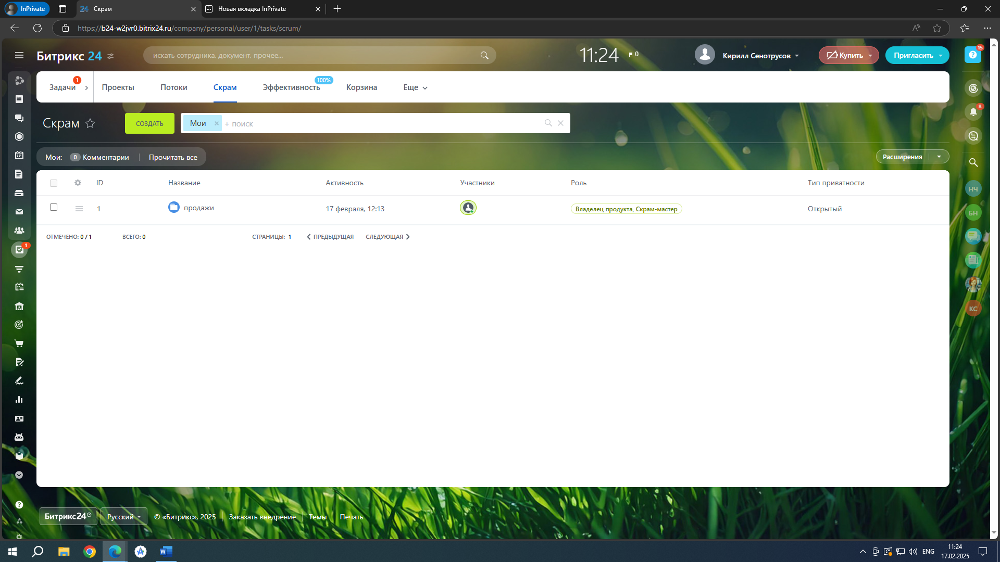 InPrivate
24 Скрам
Новая вкладка InPrivate
https://b24-w2jvr0.bitrix24.ru/company/personal/user/1/tasks/scrum/
Битрикс 24
искать сотрудника, документ, прочее...
11:24
0
Кирилл Сенотрусов
Купить
Пригласить
15
Задачи 1
Проекты
Потоки
Скрам
Эффективность 100%
Корзина
Еще
8
Скрам
СОЗДАТЬ
Мои
+ поиск
Мои: 0 Комментарии
Прочитать все
Расширения
ID
Название
Активность
Участники
Роль
Тип приватности
НЧ
1
продажи
17 февраля, 12:13
Владелец продукта, Скрам-мастер
Открытый
БН
ОТМЕЧЕНО: 0 / 1
ВСЕГО: 0
СТРАНИЦЫ: 1
ПРЕДЫДУЩАЯ
СЛЕДУЮЩАЯ
1
КС
Битрикс24
Русский
© «Битрикс», 2025
Заказать внедрение
Темы
Печать
ENG
11:24
17.02.2025